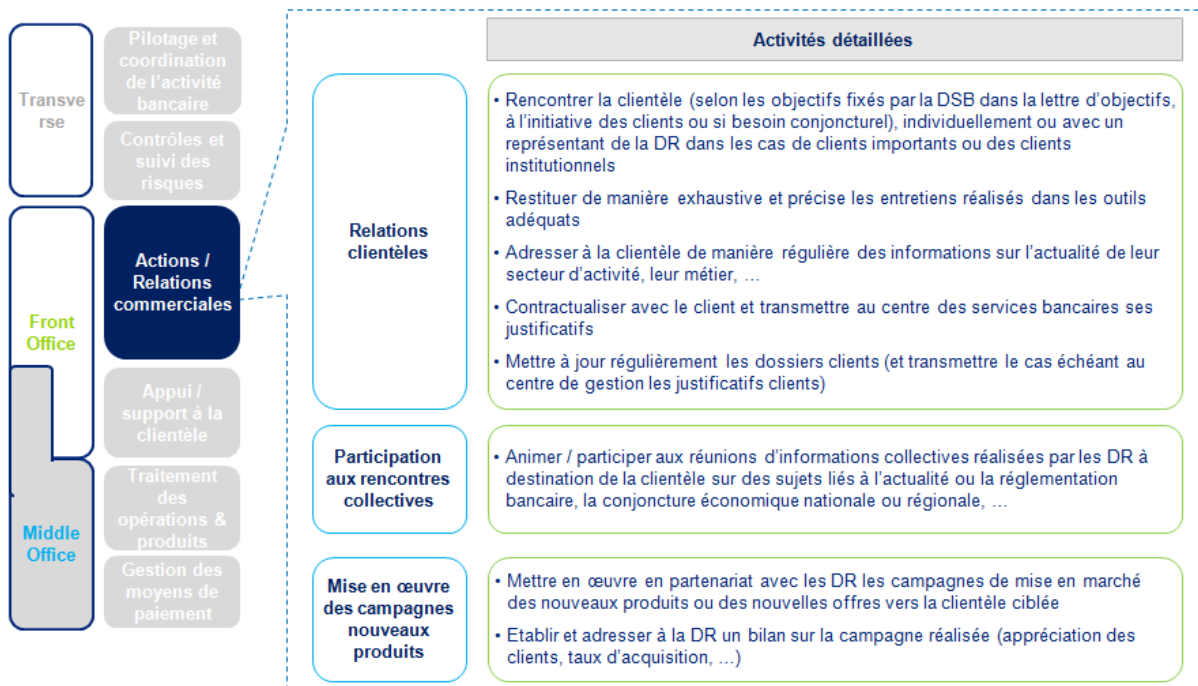 Transve
rse
Front
Office
Middle
Office
Pilotage et
coordination
de l'activité
bancaire
Contrôles et
suivi des
risques
Actions /
Relations
commerciales
Appui /
support à la
clientèle
Traitement
des
opérations &
produits
Gestion des
moyens de
paiement
Activités détaillées
Relations
clientèles
• Rencontrer la clientèle (selon les objectifs fixés par la DSB dans la lettre d'objectifs,
à l'initiative des clients ou si besoin conjoncturel), individuellement ou avec un
représentant de la DR dans les cas de clients importants ou des clients
institutionnels
• Restituer de manière exhaustive et précise les entretiens réalisés dans les outils
adéquats
• Adresser à la clientèle de manière régulière des informations sur l'actualité de leur
secteur d'activité, leur métier, …
• Contractualiser avec le client et transmettre au centre des services bancaires ses
justificatifs
• Mettre à jour régulièrement les dossiers clients (et transmettre le cas échéant au
centre de gestion les justificatifs clients)
Participation
aux rencontres
collectives
• Animer / participer aux réunions d'informations collectives réalisées par les DR à
destination de la clientèle sur des sujets liés à l'actualité ou la réglementation
bancaire, la conjoncture économique nationale ou régionale, …
Mise en œuvre
des campagnes
nouveaux
produits
• Mettre en œuvre en partenariat avec les DR les campagnes de mise en marché
des nouveaux produits ou des nouvelles offres vers la clientèle ciblée
• Etablir et adresser à la DR un bilan sur la campagne réalisée (appréciation des
clients, taux d'acquisition, …)